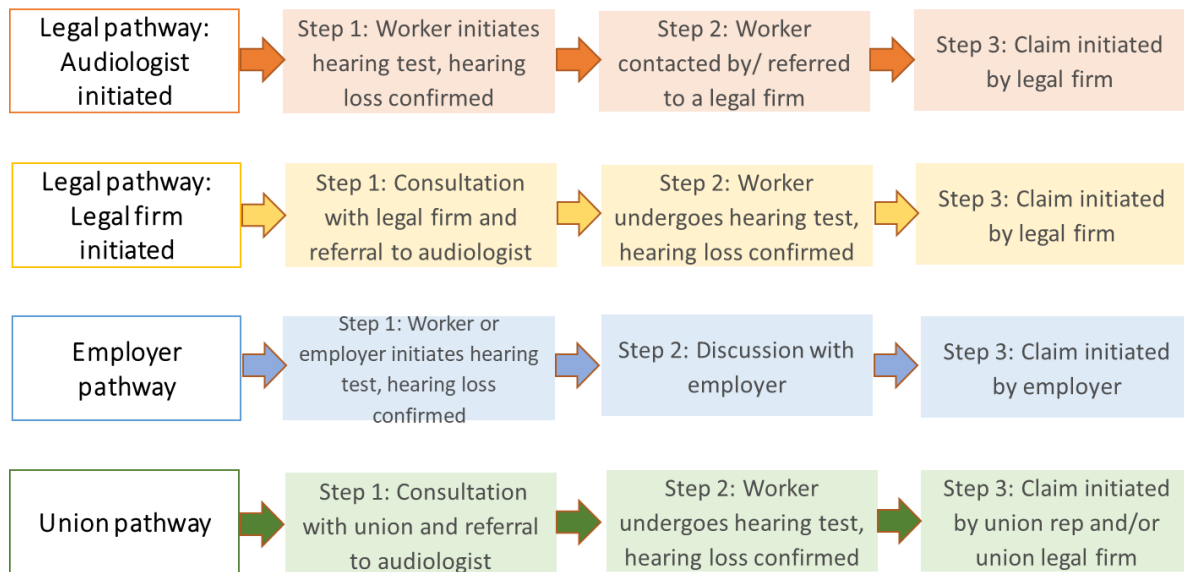 Legal pathway:
Audiologist
initiated
Step 1: Worker initiates
hearing test, hearing
loss confirmed
Step 2: Worker
contacted by/ referred
to a legal firm
Step 3: Claim initiated
by legal firm
Legal pathway:
Legal firm
initiated
Step 1: Consultation
with legal firm and
referral to audiologist
Step 2: Worker
undergoes hearing test,
hearing loss confirmed
Step 3: Claim initiated
by legal firm
Employer
pathway
Step 1: Worker or
employer initiates hearing
test, hearing loss
confirmed
Step 2: Discussion with
employer
Step 3: Claim initiated
by employer
Union pathway
Step 1: Consultation
with union and referral
to audiologist
Step 2: Worker
undergoes hearing test,
hearing loss confirmed
Step 3: Claim initiated
by union rep and/or
union legal firm